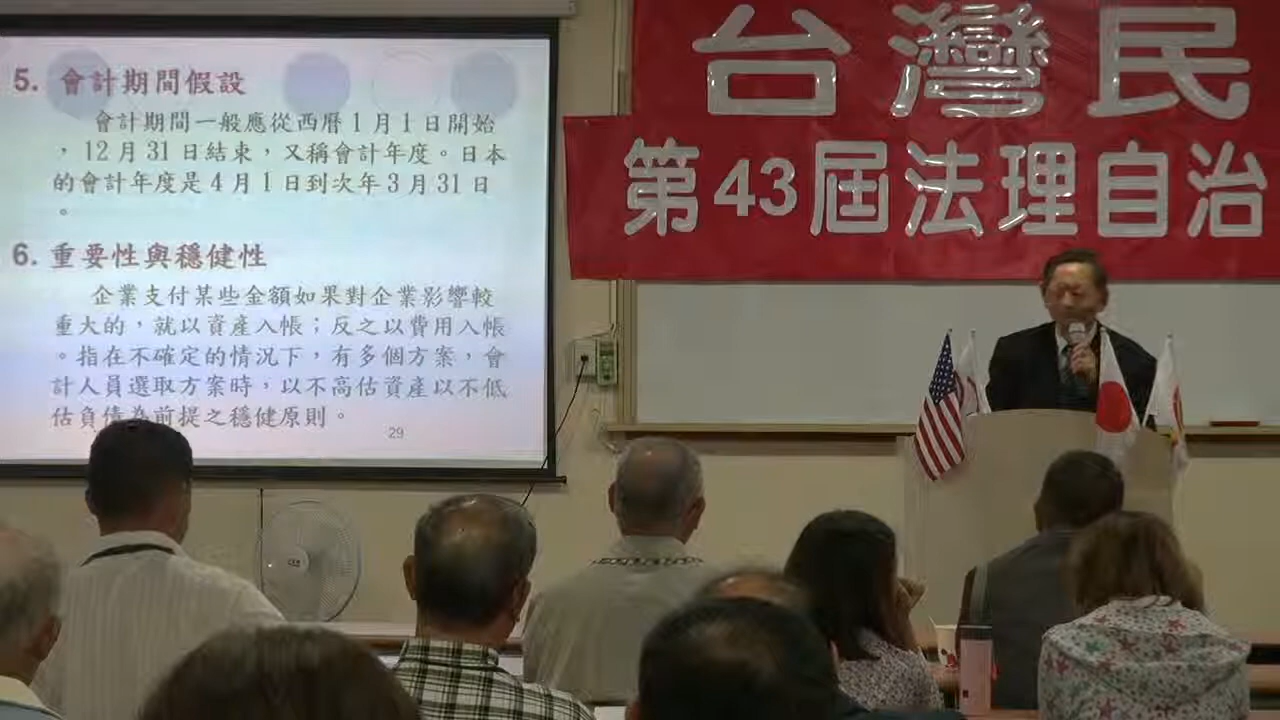 5. 會計期間假設
會計期間一般應從西曆1月1日開始
，12月31日結束，又稱會計年度。日本
的會計年度是4月1日到次年3月31日
。
6. 重要性與穩健性
企業支付某些金額如果對企業影響較
重大的，就以資產入帳；反之以費用入帳
。指在不確定的情況下，有多個方案，會
計人員選取方案時，以不高估資產以不低
估負債為前提之穩健原則。
29
台灣民
第43屆法理自治